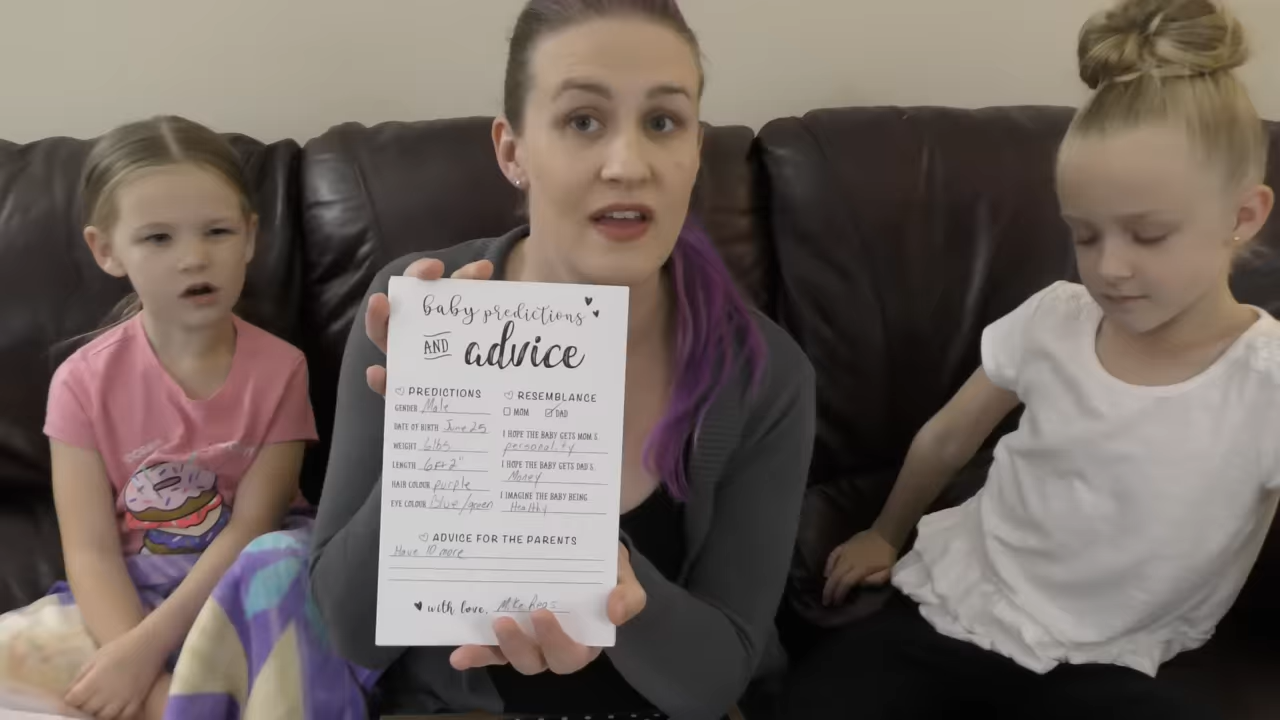 baby predictions
AND advice
PREDICTIONS
GENDER Male
DATE OF BIRTH June 25
WEIGHT 6lbs
LENGTH 6Ft 2"
HAIR COLOUR purple
EYE COLOUR Blue/green
RESEMBLANCE
MOM DAD
I HOPE THE BABY GETS MOM'S
personality
I HOPE THE BABY GETS DAD'S
Money
I IMAGINE THE BABY BEING
Healthy
ADVICE FOR THE PARENTS
Have 10 more
with love, Mike